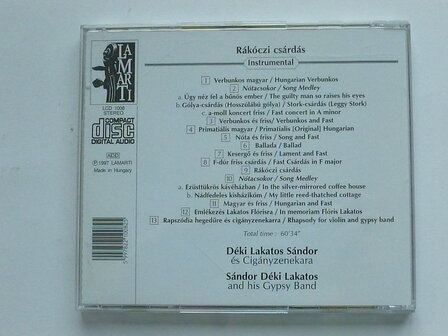 LA
MARTI
LCD 1008
STEREO
COMPACT
disc
DIGITAL AUDIO
ADD
℗ 1997 LAMARTI
Made in Hungary
Rákóczi csárdás
Instrumental
1 Verbunkos magyar / Hungarian Verbunkos
2 Nótacsokor / Song Medley
a. Úgy néz fel a bűnös ember / The guilty man so raises his eyes
b. Gólya-csárdás (Hosszúlábú gólya) / Stork-csárdás (Leggy Stork)
c. a-moll koncert friss / Fast concert in A minor
3 Verbunkos és friss/ Verbunkos and Fast
4 Primatiális magyar / Primatialis [Original] Hungarian
5 Nóta és friss / Song and Fast
6 Ballada / Ballad
7 Kesergő és friss / Lament and Fast
8 F-dúr friss csárdás / Fast Csárdás in F major
9 Rákóczi csárdás
10 Nótacsokor / Song Medley
a. Ezüsttükrös kávéházban / In the silver-mirrored coffee house
b. Nádfedeles kisházikóm / My little reed-thatched cottage
11 Magyar és friss / Hungarian and Fast
12 Emlékezés Lakatos Flórisra / In memoriam Flóris Lakatos
13 Rapszódia hegedűre és cigányzenekarra / Rhapsody for violin and gypsy band
Total time : 60'34"
Déki Lakatos Sándor
és Cigányzenekara
Sándor Déki Lakatos
and his Gypsy Band